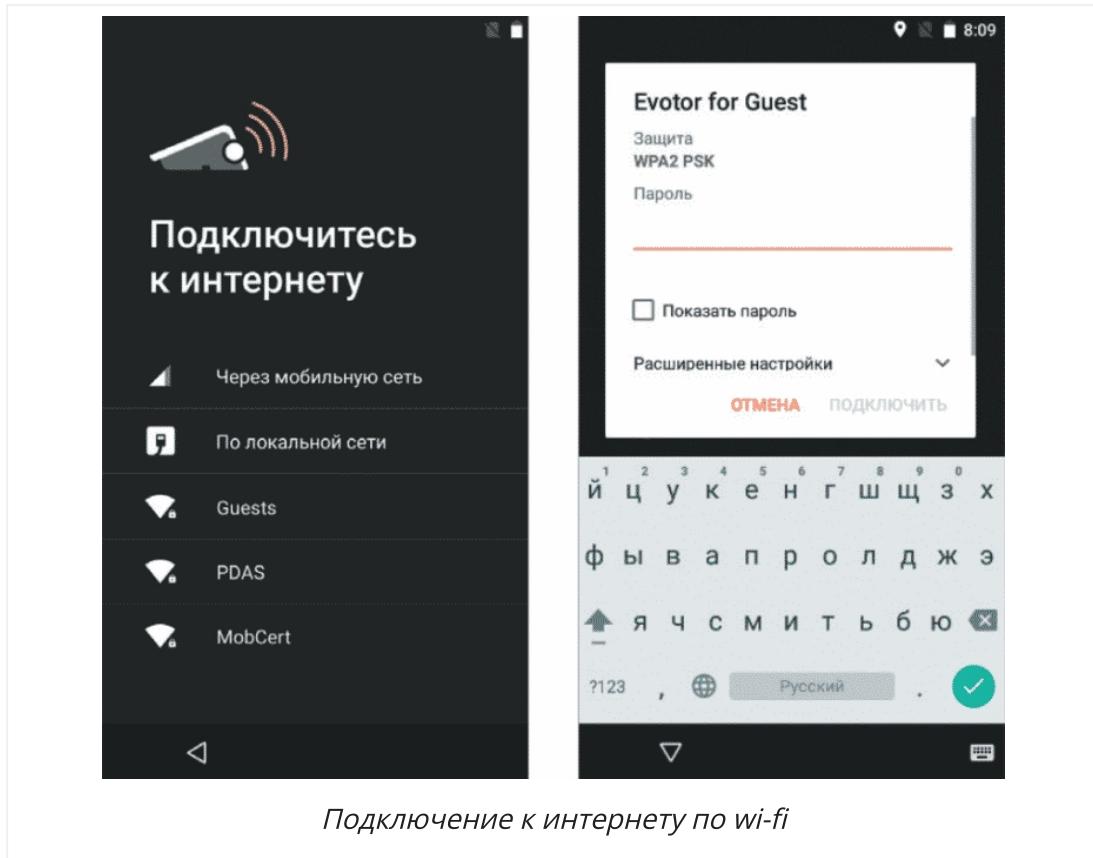 Подключитесь
к интернету
Через мобильную сеть
По локальной сети
Guests
PDAS
MobCert
8:09
Evotor for Guest
Защита
WPA2 PSK
Пароль
Показать пароль
Расширенные настройки
ОТМЕНА ПОДКЛЮЧИТЬ
1 2 3 4 5 6 7 8 9 0
й ц у к е н г ш щ з х
ф ы в а п р о л д ж э
я ч с м и т ь б ю
?123 , Русский .
Подключение к интернету по wi-fi